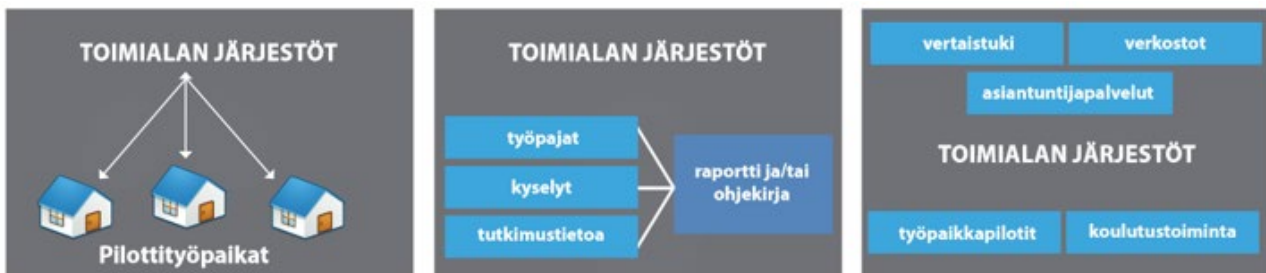 TOIMIALAN JÄRJESTÖT
Pilottityöpaikat
TOIMIALAN JÄRJESTÖT
työpajat
kyselyt
tutkimustietoa
raportti ja/tai
ohjekirja
vertaistuki
verkostot
asiantuntijapalvelut
TOIMIALAN JÄRJESTÖT
työpaikkapilotit
koulutustoiminta